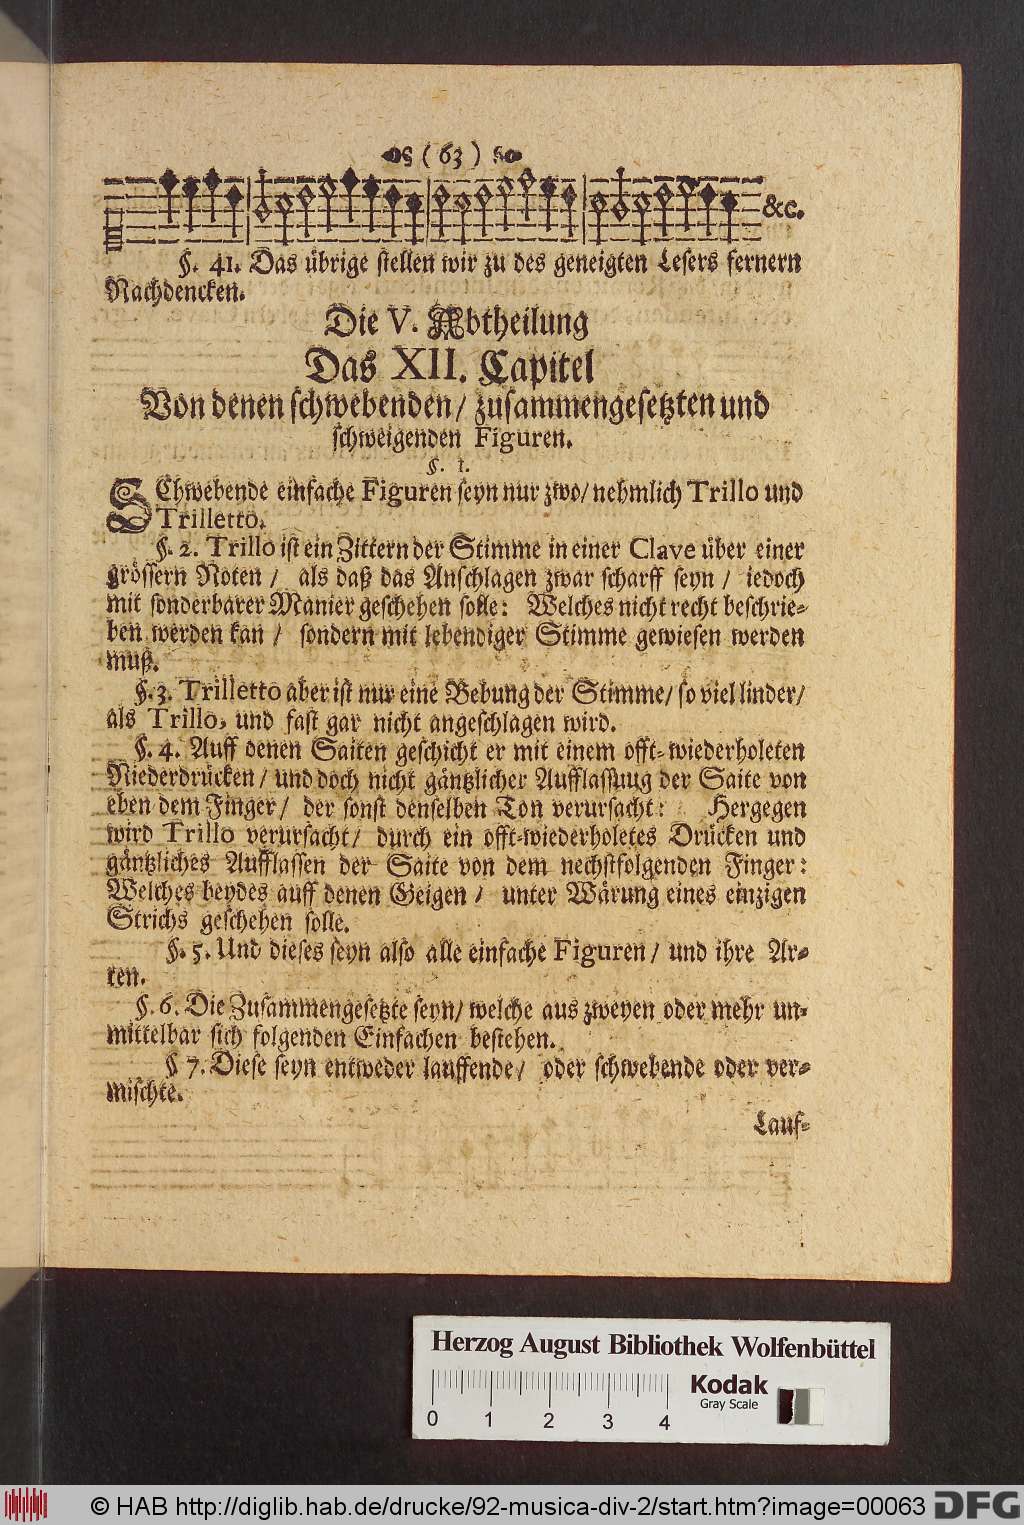 ( 63 )
&c.
§. 41. Das übrige stellen wir zu des geneigten Lesers fernern
Nachdencken.
Die V. Abtheilung
Das XII. Capitel
Von denen schwebenden/ zusammengesetzten und
schweigenden Figuren.
§. 1.
SChwebende einfache Figuren seyn nur zwo/ nehmlich Trillo und
Trilletto.
§. 2. Trillo ist ein Zittern der Stimme in einer Clave über einer
grössern Noten / als daß das Anschlagen zwar scharff seyn / iedoch
mit sonderbarer Manier geschehen solle: Welches nicht recht beschrie-
ben werden kan / sondern mit lebendiger Stimme gewiesen werden
muß.
§. 3. Trilletto aber ist nur eine Bebung der Stimme/ so viel linder/
als Trillo, und fast gar nicht angeschlagen wird.
§. 4. Auff denen Saiten geschicht er mit einem offt-wiederholeten
Niederdrücken/ und doch nicht gäntzlicher Aufflassuug der Saite von
eben dem Finger/ der sonst denselben Ton verursacht: Hergegen
wird Trillo verursacht/ durch ein offt-wiederholetes Drücken und
gäntzliches Aufflassen der Saite von dem nechstfolgenden Finger:
Welches beydes auff denen Geigen / unter Wärung eines einzigen
Strichs geschehen solle.
§. 5. Und dieses seyn also alle einfache Figuren / und ihre Ar-
ten.
§. 6. Die Zusammengesetzte seyn/ welche aus zweyen oder mehr un-
mittelbar sich folgenden Einfachen bestehen.
§ 7. Diese seyn entweder lauffende/ oder schwebende oder ver-
mischte.
Lauf-
Herzog August Bibliothek Wolfenbüttel
0 1 2 3 4
Kodak
Gray Scale
© HAB http://diglib.hab.de/drucke/92-musica-div-2/start.htm?image=00063
DFG